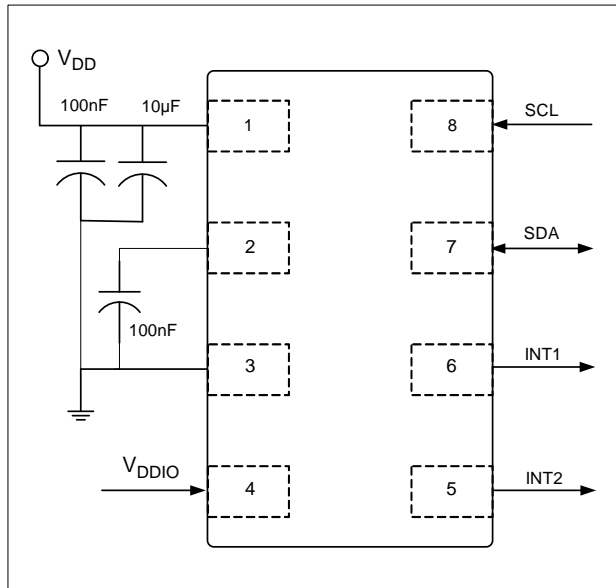 VDD
100nF 10µF
1
8
SCL
2
7
SDA
100nF
3
6
INT1
VDDIO
4
5
INT2